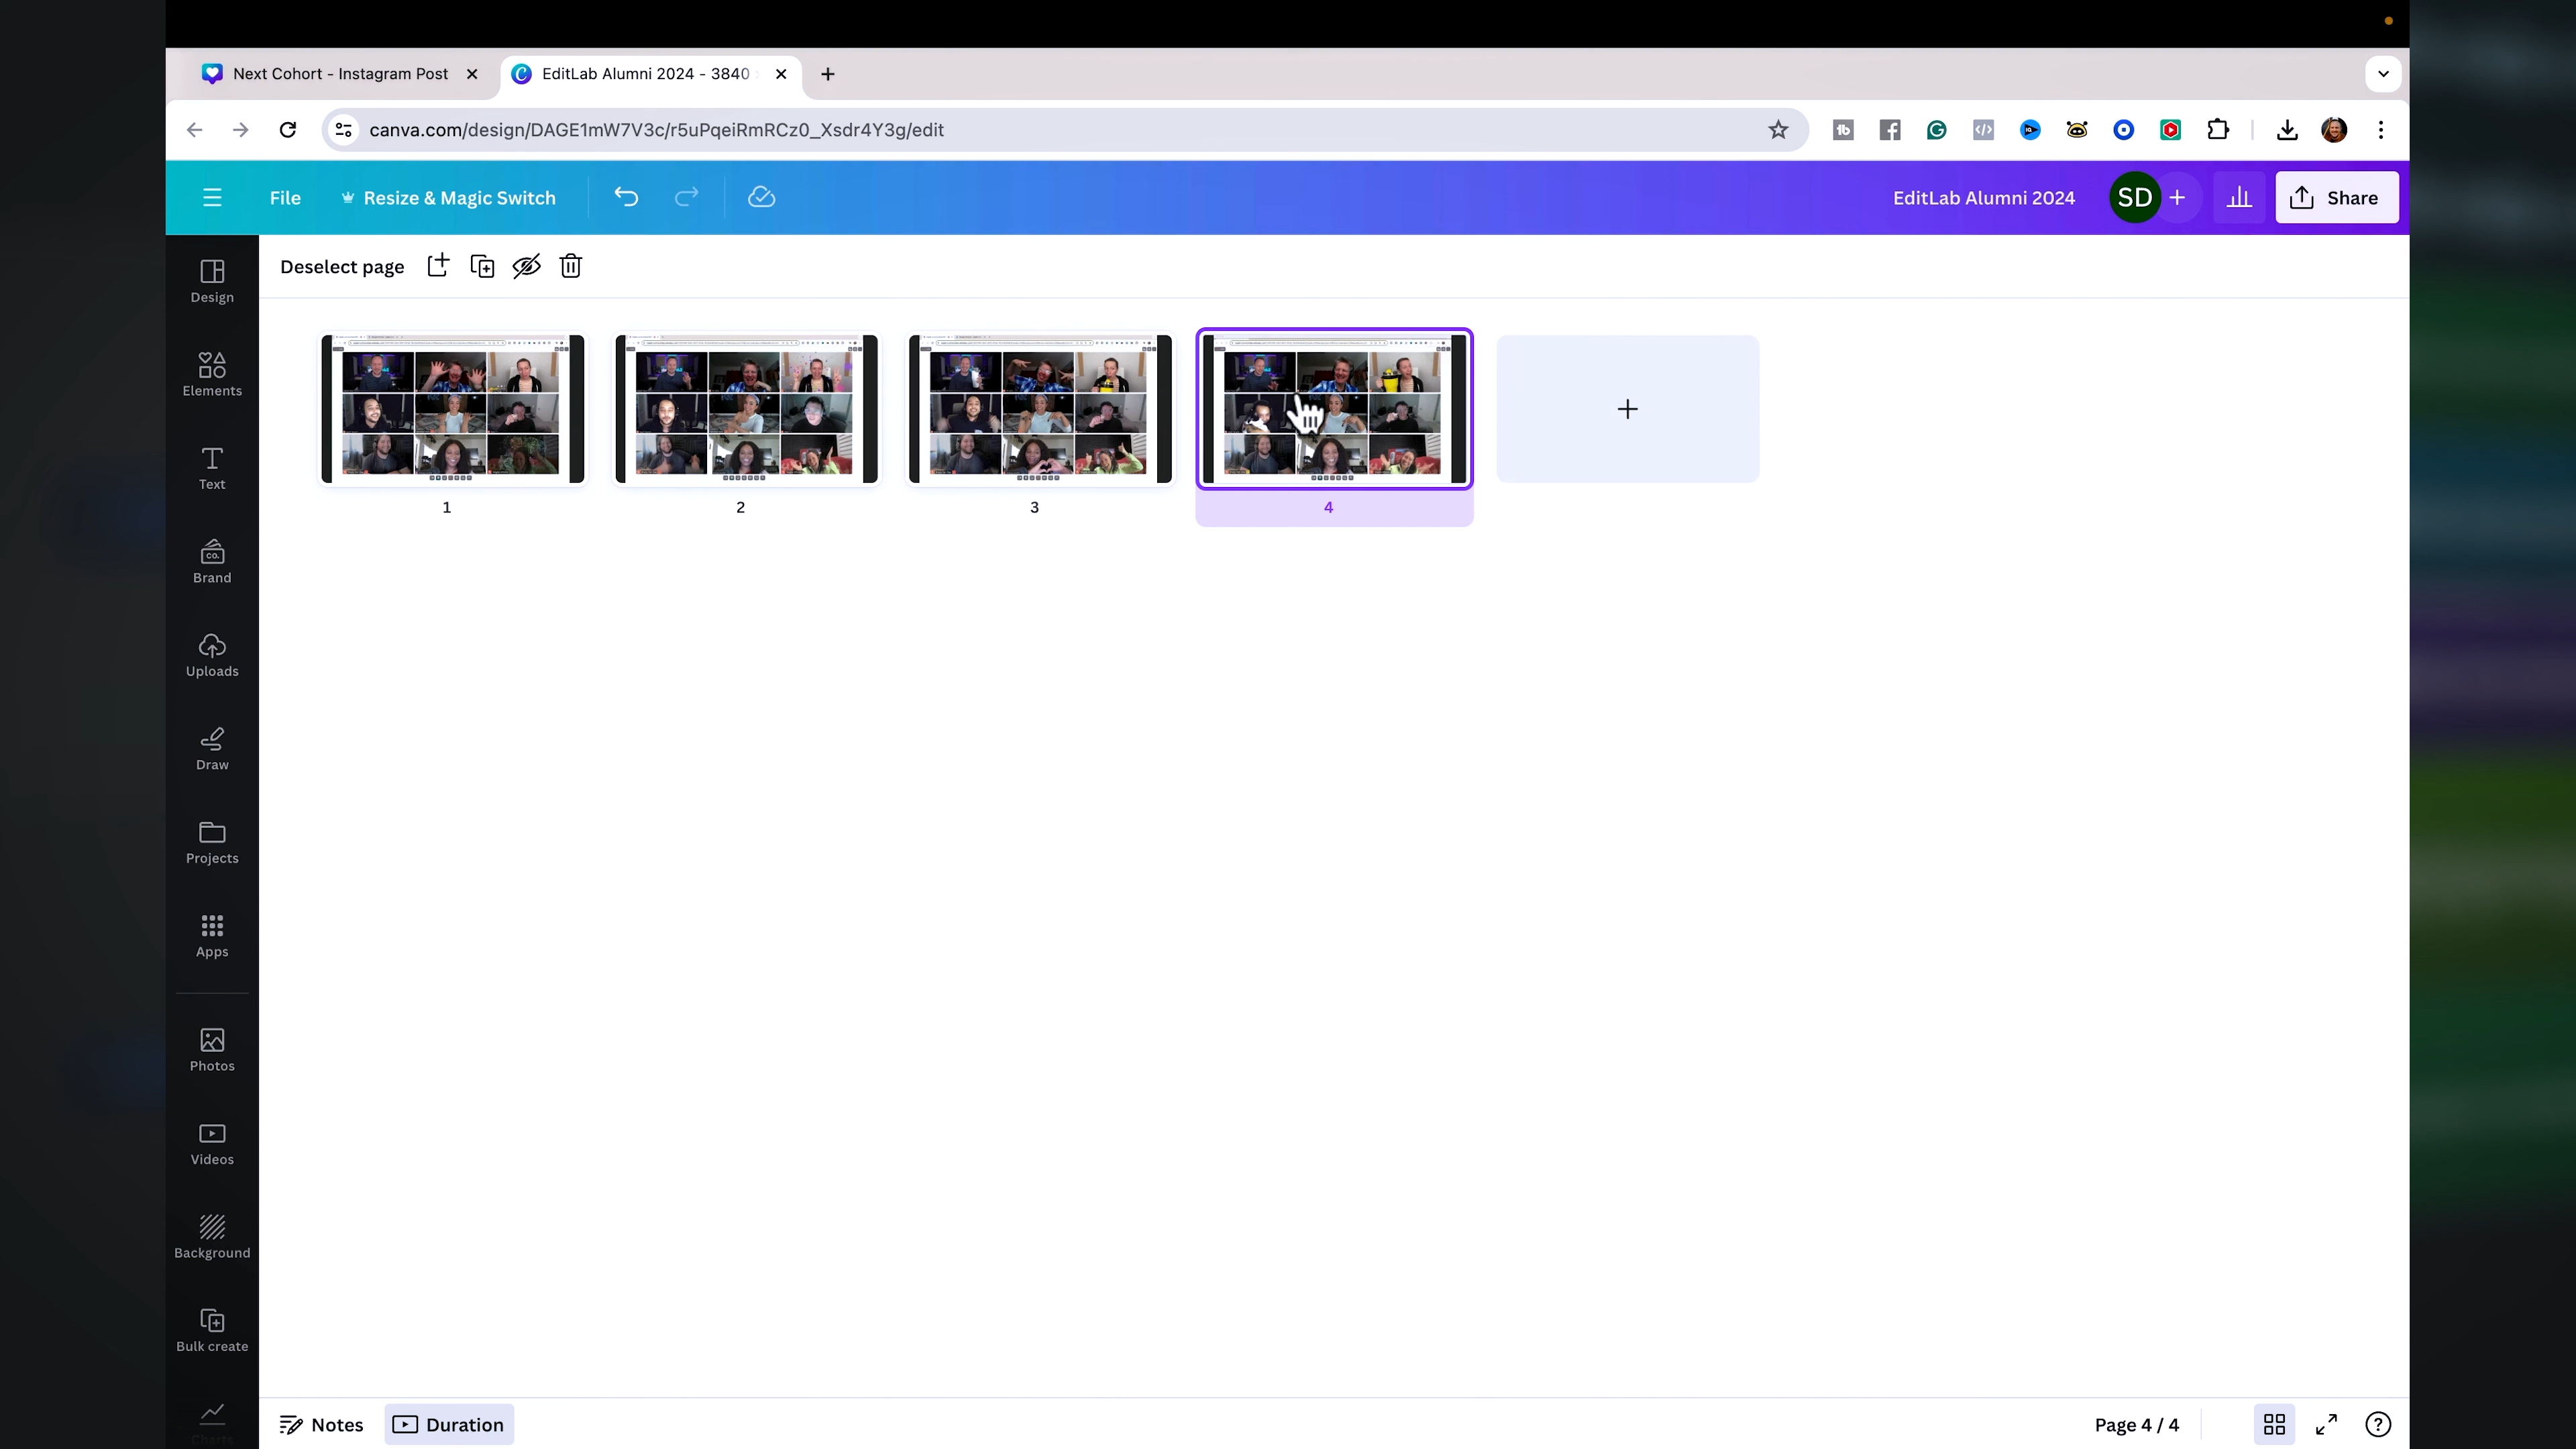 Next Cohort - Instagram Post
EditLab Alumni 2024 - 3840
canva.com/design/DAGE1mW7V3c/r5uPqeiRmRCz0_Xsdr4Y3g/edit
File
Resize & Magic Switch
EditLab Alumni 2024
SD
Share
Deselect page
Design
Elements
Text
CO.
Brand
Uploads
Draw
Projects
Apps
Photos
Videos
Background
Bulk create
Charts
1
2
3
4
Notes
Duration
Page 4 / 4